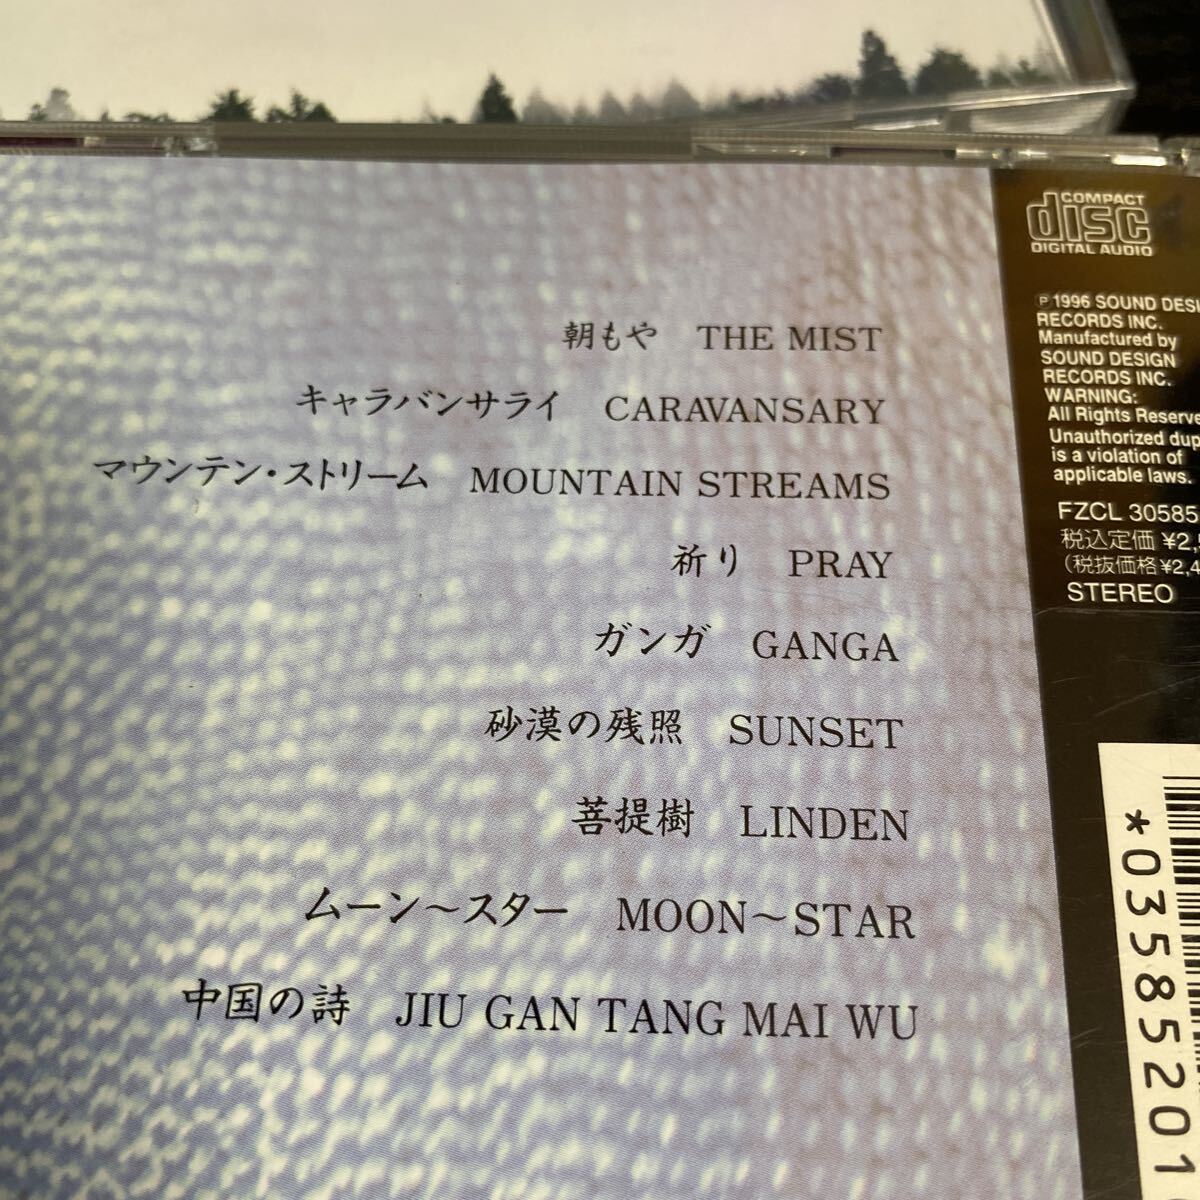 朝もや THE MIST
キャラバンサライ CARAVANSARY
マウンテン・ストリーム MOUNTAIN STREAMS
祈り PRAY
ガンガ GANGA
砂漠の残照 SUNSET
菩提樹 LINDEN
ムーン～スター MOON～STAR
中国の詩 JIU GAN TANG MAI WU
COMPACT
disc
DIGITAL AUDIO
℗ 1996 SOUND
RECORDS INC.
Manufactured by
SOUND DESIGN
RECORDS INC.
WARNING:
All Rights
Unauthorized
is a violation of
applicable laws.
FZCL 30585
税込定価
(税抜価格
STEREO
*0358520